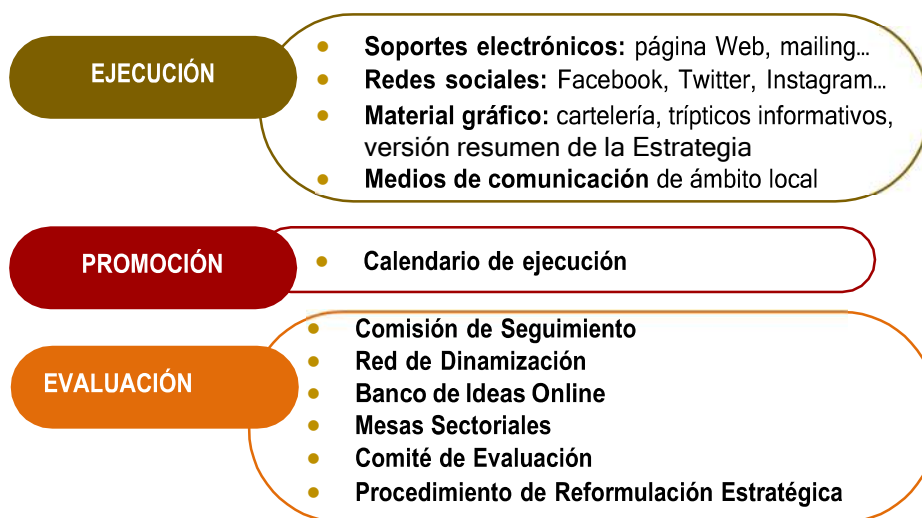 EJECUCIÓN
• Soportes electrónicos: página Web, mailing…
• Redes sociales: Facebook, Twitter, Instagram…
• Material gráfico: cartelería, trípticos informativos,
versión resumen de la Estrategia
• Medios de comunicación de ámbito local
PROMOCIÓN
• Calendario de ejecución
EVALUACIÓN
• Comisión de Seguimiento
• Red de Dinamización
• Banco de Ideas Online
• Mesas Sectoriales
• Comité de Evaluación
• Procedimiento de Reformulación Estratégica